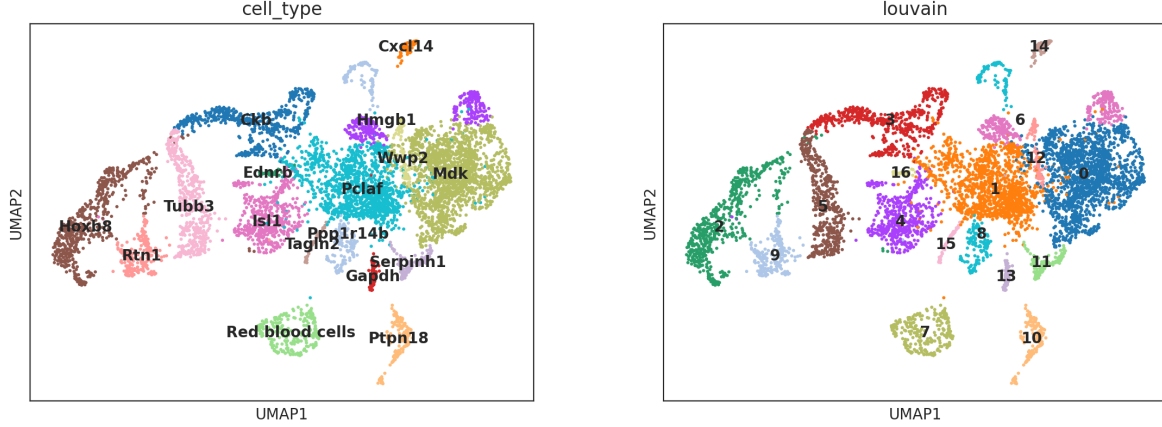 cell_type
Cxcl14
Ckb
Hmgb1
Wwp2
Ednrb
Pclaf
Mdk
Tubb3
Isl1
Hoxb8
Ppp1r14b
Tagln2
Rtn1
Serpinh1
Gapdh
Red blood cells
Ptpn18
UMAP2
UMAP1
louvain
14
3
6
12
16
0
1
5
4
2
8
15
9
11
13
7
10
UMAP2
UMAP1